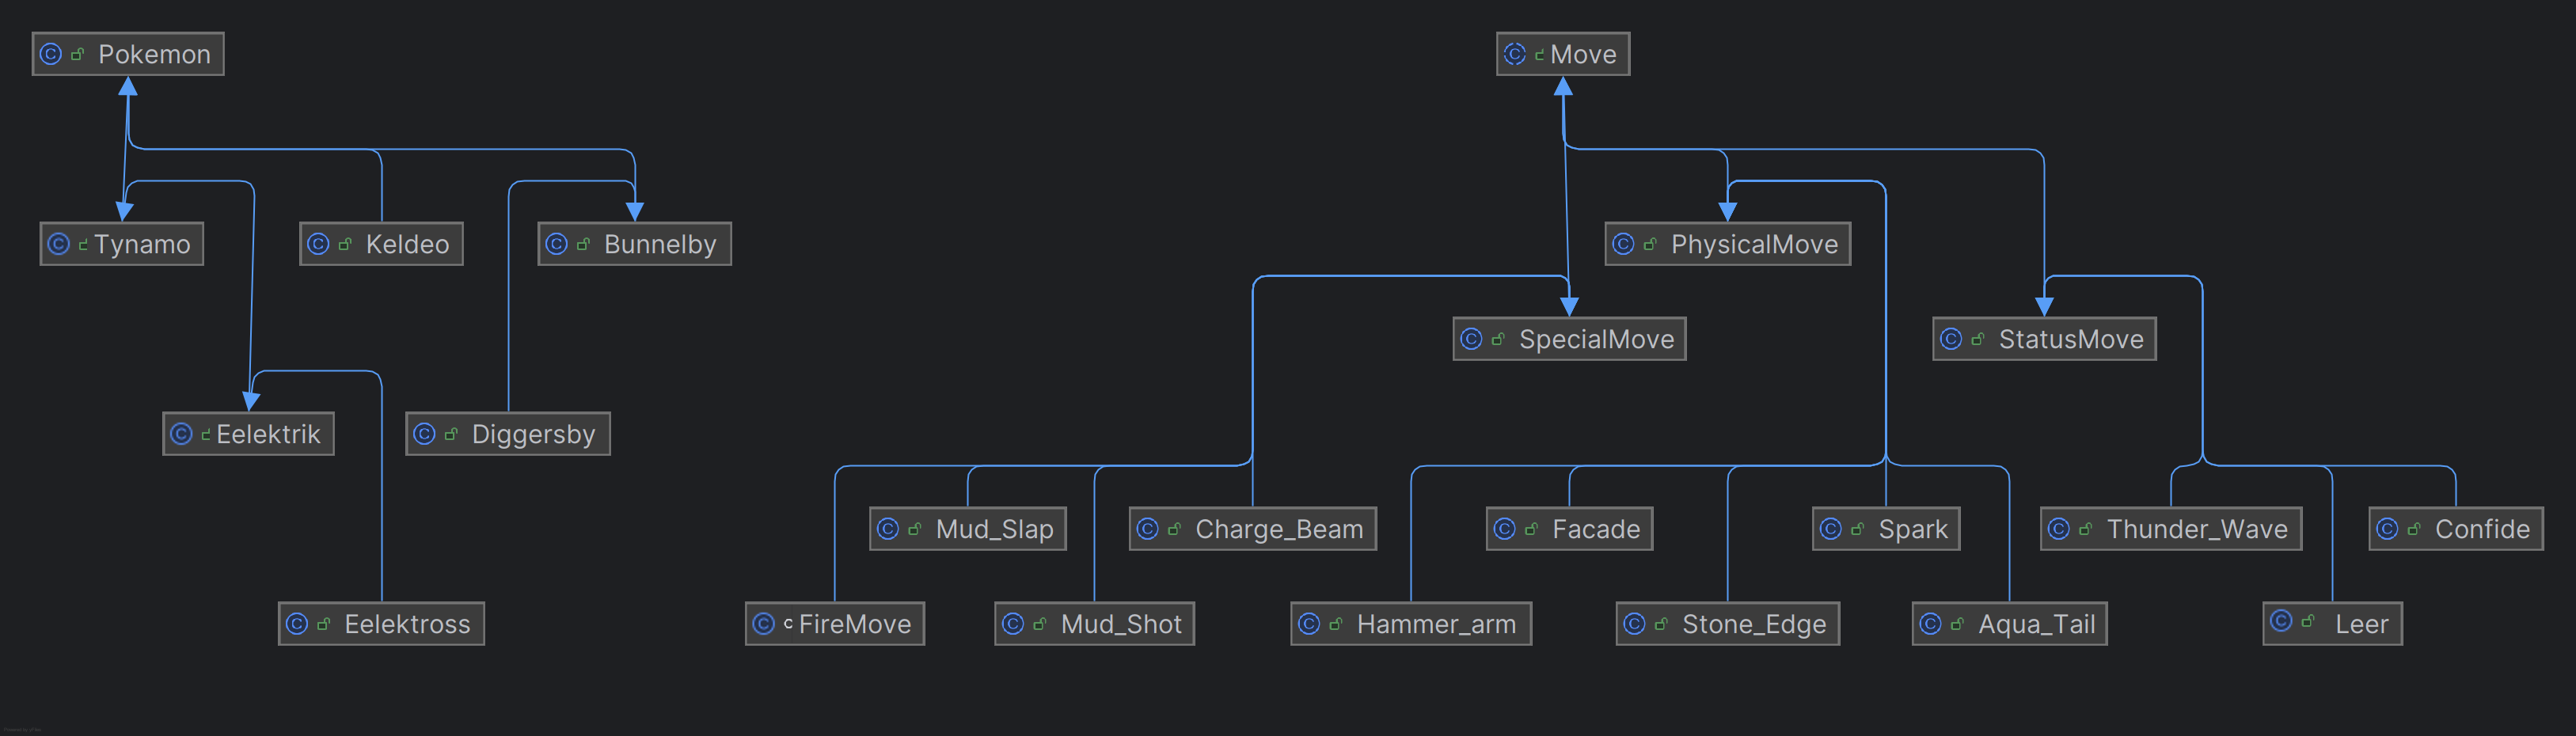 Pokemon
Move
Tynamo
Keldeo
Bunnelby
PhysicalMove
SpecialMove
StatusMove
Eelektrik
Diggersby
Mud_Slap
Charge_Beam
Facade
Spark
Thunder_Wave
Confide
Eelektross
FireMove
Mud_Shot
Hammer_arm
Stone_Edge
Aqua_Tail
Leer